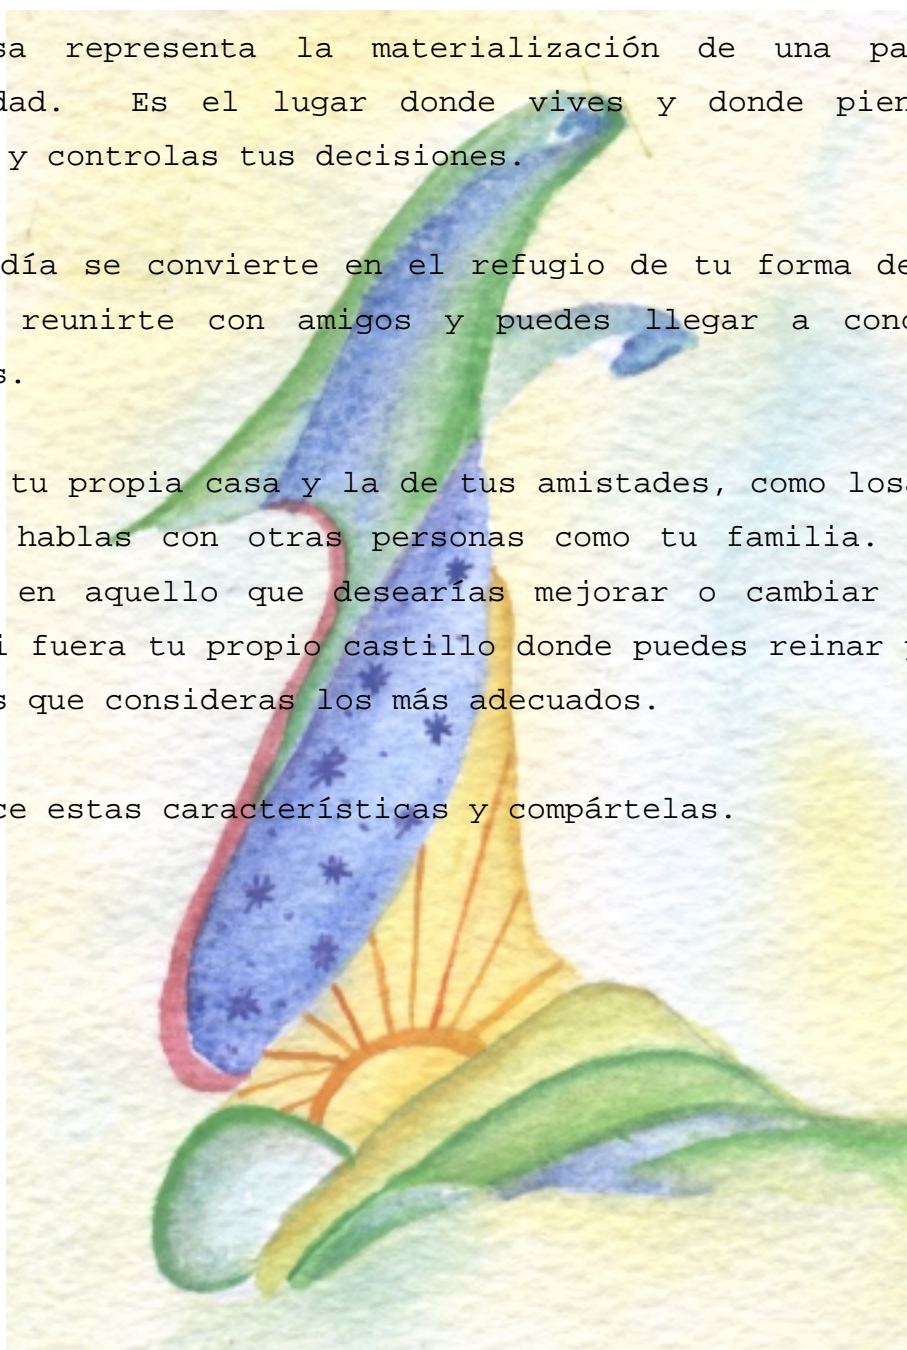 sa representa la materialización de una pa
dad. Es el lugar donde vives y donde pien
y controlas tus decisiones.
día se convierte en el refugio de tu forma de
reunirte con amigos y puedes llegar a cono
s.
tu propia casa y la de tus amistades, como losa
hablas con otras personas como tu familia.
en aquello que desearías mejorar o cambiar
i fuera tu propio castillo donde puedes reinar y
s que consideras los más adecuados.
ce estas características y compártelas.